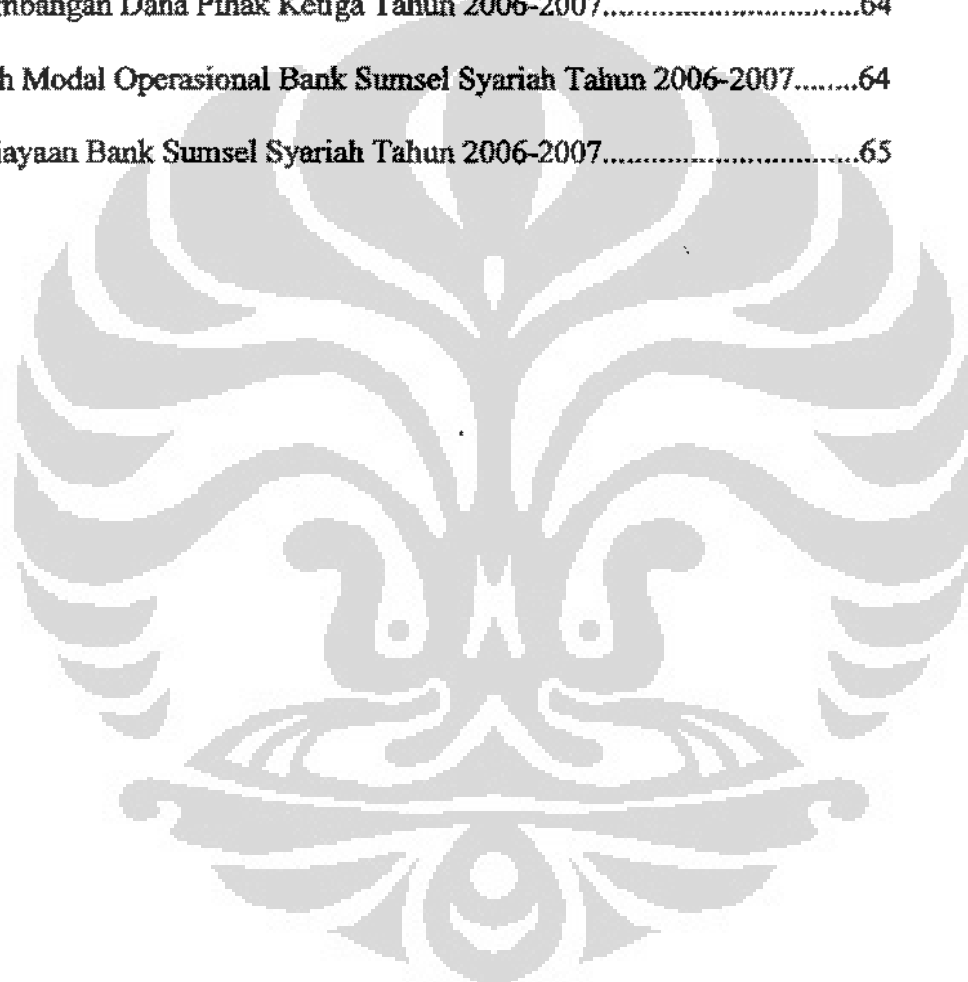 mbangan Dana Pihak Ketiga Tahun 2006-2007..............................64
h Modal Operasional Bank Sumsel Syariah Tahun 2006-2007........64
iayaan Bank Sumsel Syariah Tahun 2006-2007..............................65